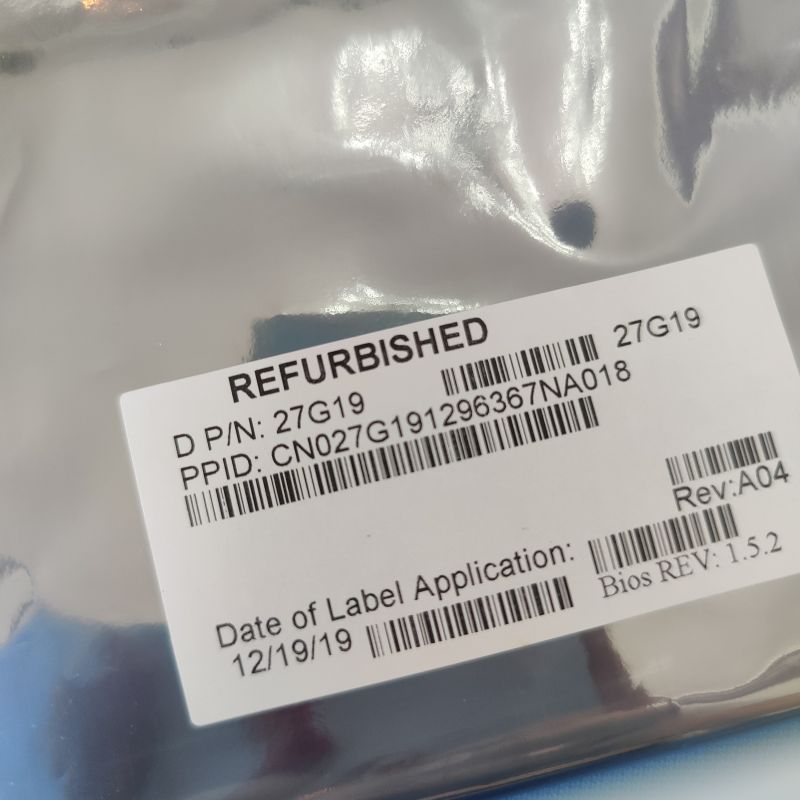 REFURBISHED
D P/N: 27G19
27G19
PPID: CN027G191296367NA018
Rev:A04
Date of Label Application:
12/19/19
Bios REV: 1.5.2